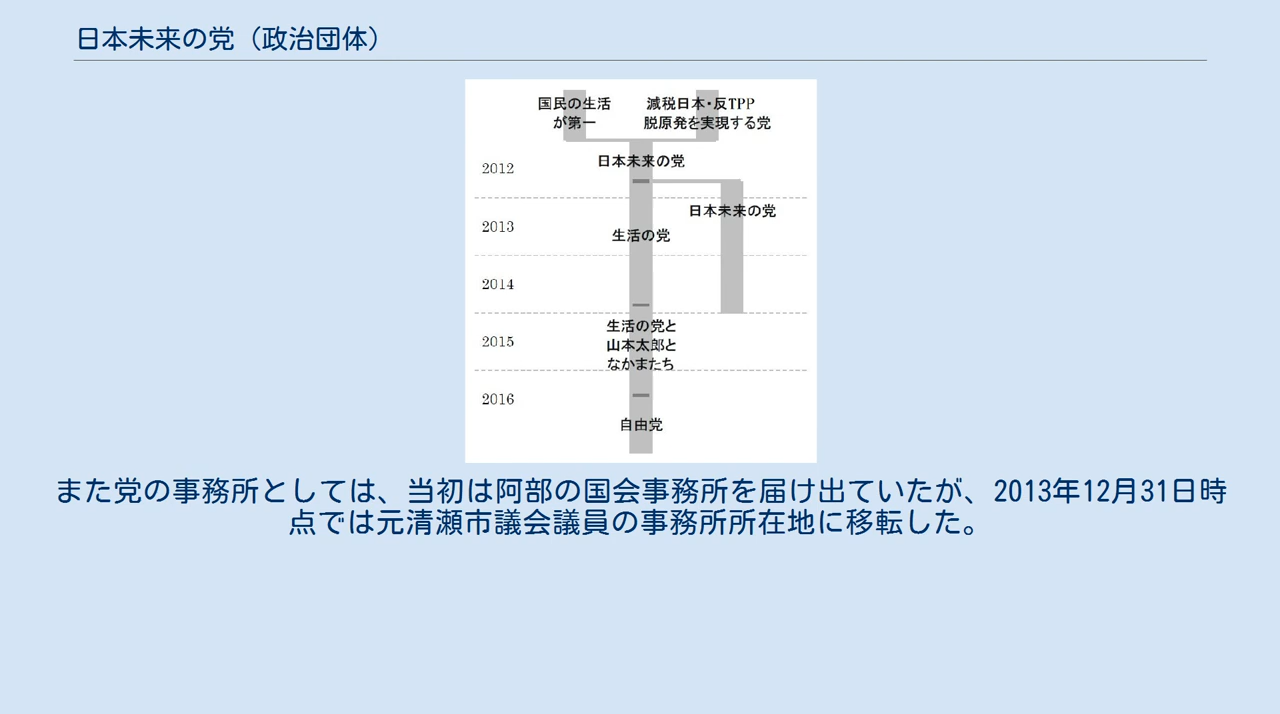 日本未来の党（政治団体）
国民の生活
が第一
減税日本・反TPP
脱原発を実現する党
2012
日本未来の党
日本未来の党
2013
生活の党
2014
2015
生活の党と
山本太郎と
なかまたち
2016
自由党
また党の事務所としては、当初は阿部の国会事務所を届け出ていたが、2013年12月31日時
点では元清瀬市議会議員の事務所所在地に移転した。